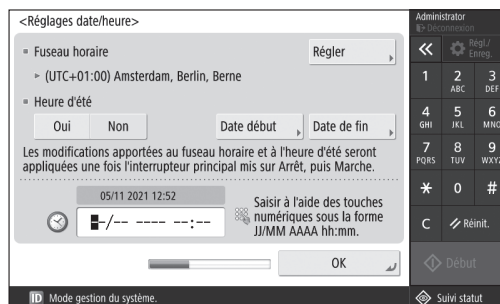 <Réglages date/heure>
Fuseau horaire
Régler
(UTC+01:00) Amsterdam, Berlin, Berne
Heure d'été
Oui Non Date début Date de fin
Les modifications apportées au fuseau horaire et à l'heure d'été seront
appliquées une fois l'interrupteur principal mis sur Arrêt, puis Marche.
05/11 2021 12:52
-/-- ---- --:--
Saisir à l'aide des touches
numériques sous la forme
JJ/MM AAAA hh:mm.
OK
ID Mode gestion du système.
Administrator
Déconnexion
Régl./
Enreg.
1 2 3
ABC DEF
4 5 6
GHI JKL MNO
7 8 9
PQRS TUV WXYZ
* 0 #
C Réinit.
Début
Suivi statut